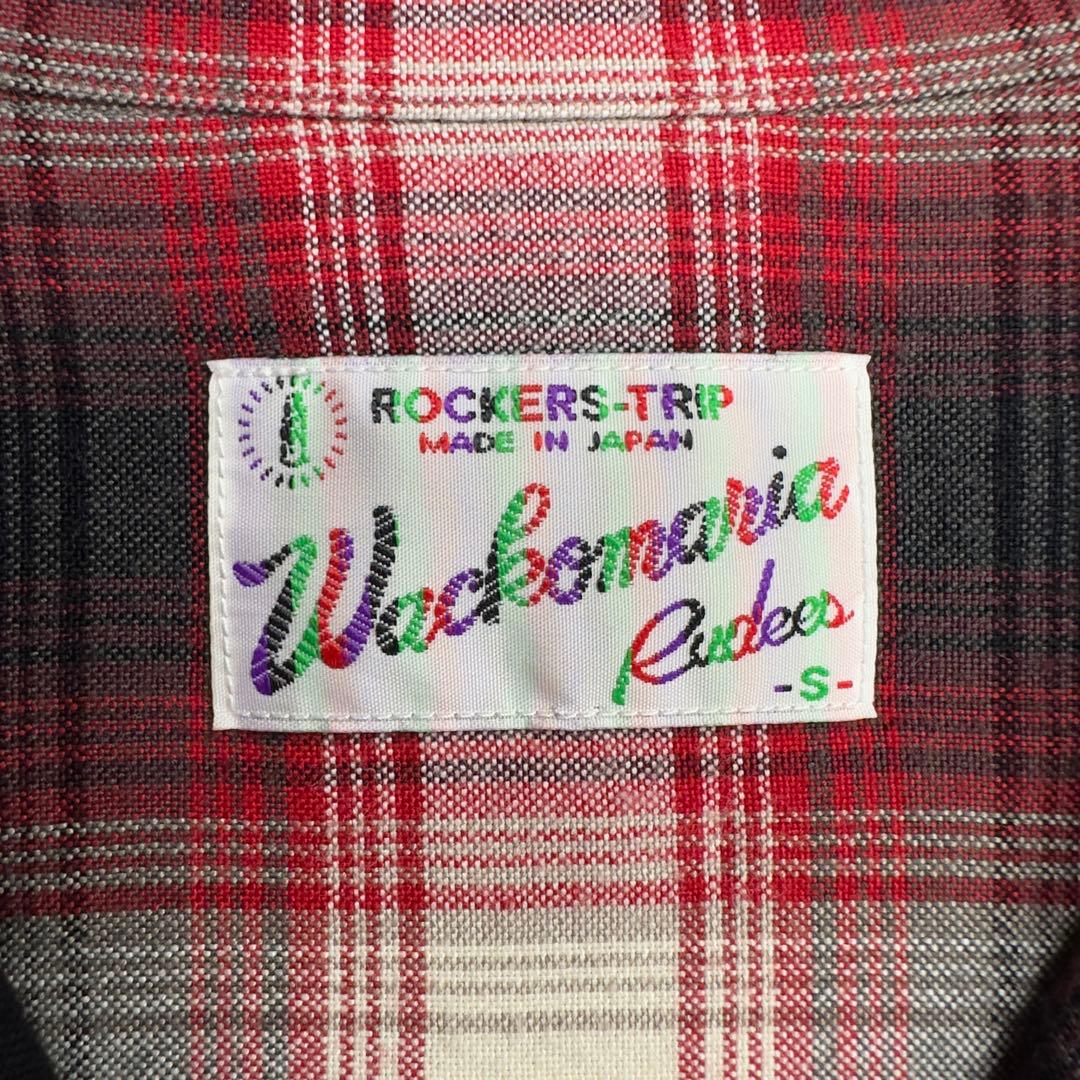 ROCKERS-TRIP
MADE IN JAPAN
Wackomaria
Rudees
-S-